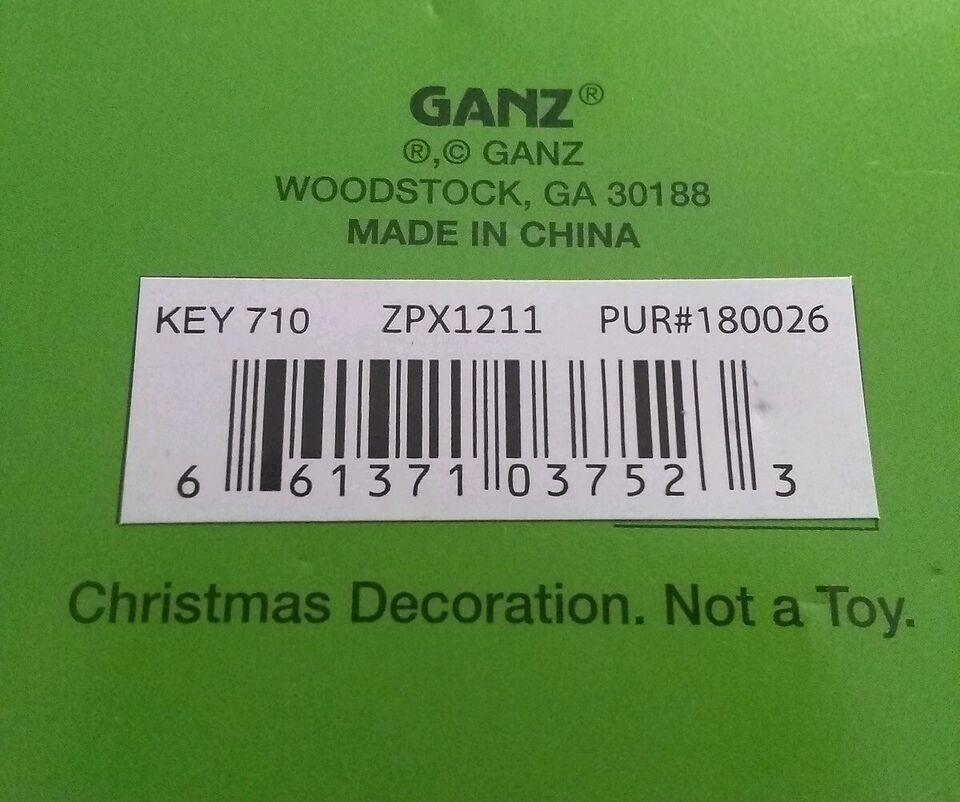 GANZ®
®,© GANZ
WOODSTOCK, GA 30188
MADE IN CHINA
KEY 710 ZPX1211 PUR#180026
6 61371 03752 3
Christmas Decoration. Not a Toy.